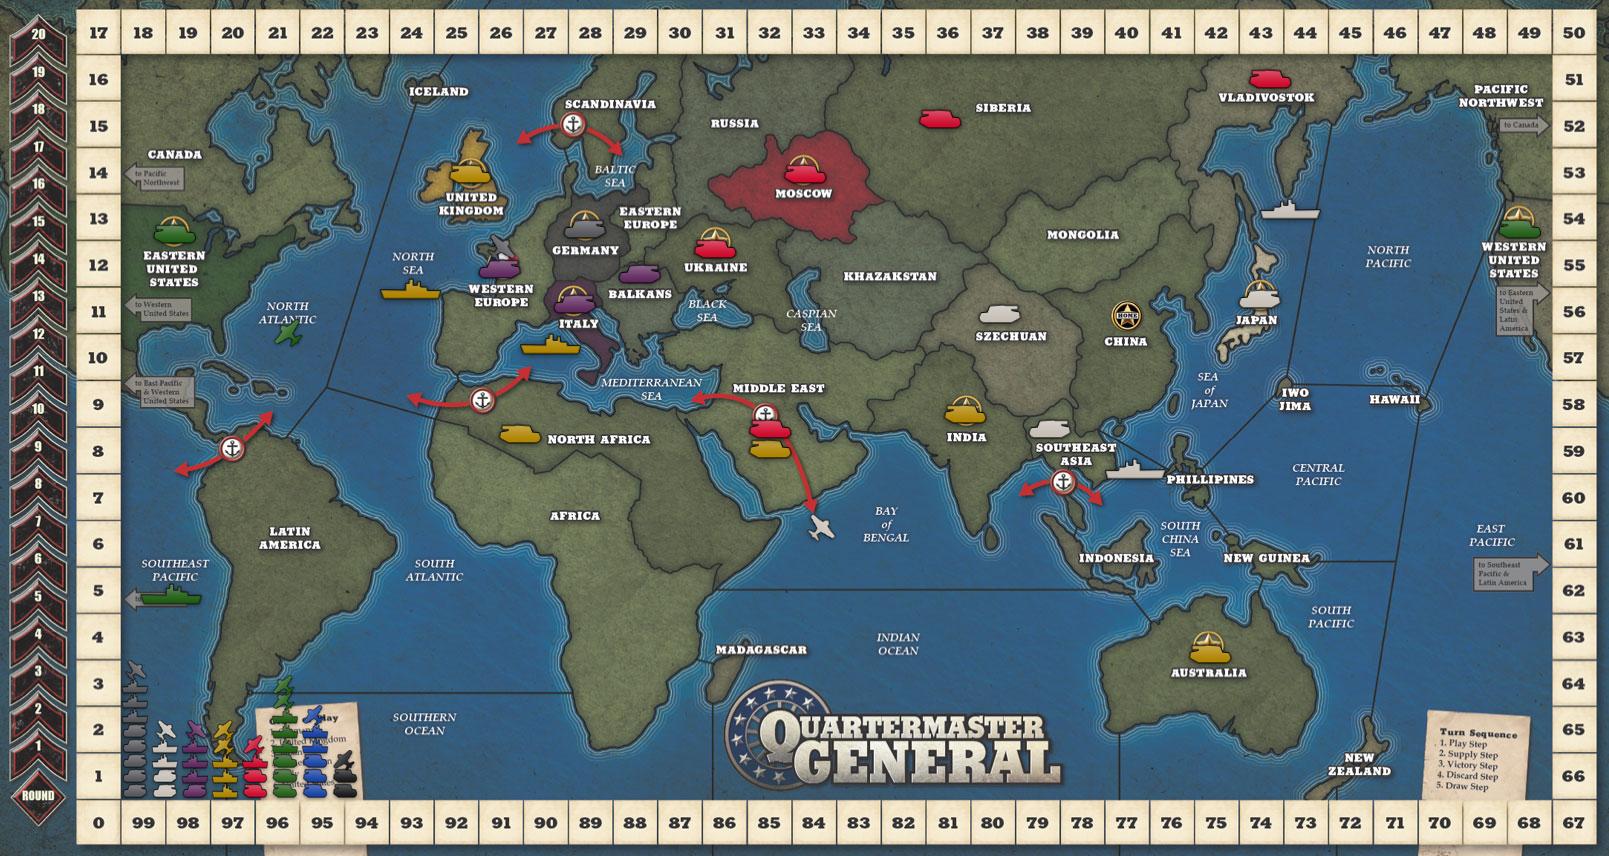 20
19
18
17
16
15
14
13
12
11
10
9
8
7
6
5
4
3
2
1
ROUND
17 18 19 20 21 22 23 24 25 26 27 28 29 30 31 32 33 34 35 36 37 38 39 40 41 42 43 44 45 46 47 48 49 50
16
15
14
13
12
11
10
9
8
7
6
5
4
3
2
1
51
52
53
54
55
56
57
58
59
60
61
62
63
64
65
66
ICELAND
SCANDINAVIA
RUSSIA
SIBERIA
VLADIVOSTOK
PACIFIC
NORTHWEST
to Canada
CANADA
to Pacific
Northwest
UNITED
KINGDOM
BALTIC
SEA
MOSCOW
EASTERN
EUROPE
GERMANY
UKRAINE
MONGOLIA
NORTH
PACIFIC
WESTERN
UNITED
STATES
EASTERN
UNITED
STATES
NORTH
SEA
WESTERN
EUROPE
BALKANS
KHAZAKSTAN
to Western
United States
NORTH
ATLANTIC
ITALY
BLACK
SEA
CASPIAN
SEA
SZECHUAN
HOME
CHINA
JAPAN
to Eastern
United
States &
Latin
America
to East Pacific
& Western
United States
MEDITERRANEAN
SEA
MIDDLE EAST
SEA
of
JAPAN
IWO
JIMA
HAWAII
NORTH AFRICA
INDIA
SOUTHEAST
ASIA
PHILLIPINES
CENTRAL
PACIFIC
LATIN
AMERICA
AFRICA
BAY
of
BENGAL
SOUTH
CHINA
SEA
EAST
PACIFIC
INDONESIA
NEW GUINEA
SOUTHEAST
PACIFIC
SOUTH
ATLANTIC
to Southeast
Pacific &
Latin America
SOUTH
PACIFIC
INDIAN
OCEAN
MADAGASCAR
AUSTRALIA
SOUTHERN
OCEAN
QUARTERMASTER
GENERAL
NEW
ZEALAND
Turn Sequence
1. Play Step
2. Supply Step
3. Victory Step
4. Discard Step
5. Draw Step
0 99 98 97 96 95 94 93 92 91 90 89 88 87 86 85 84 83 82 81 80 79 78 77 76 75 74 73 72 71 70 69 68 67